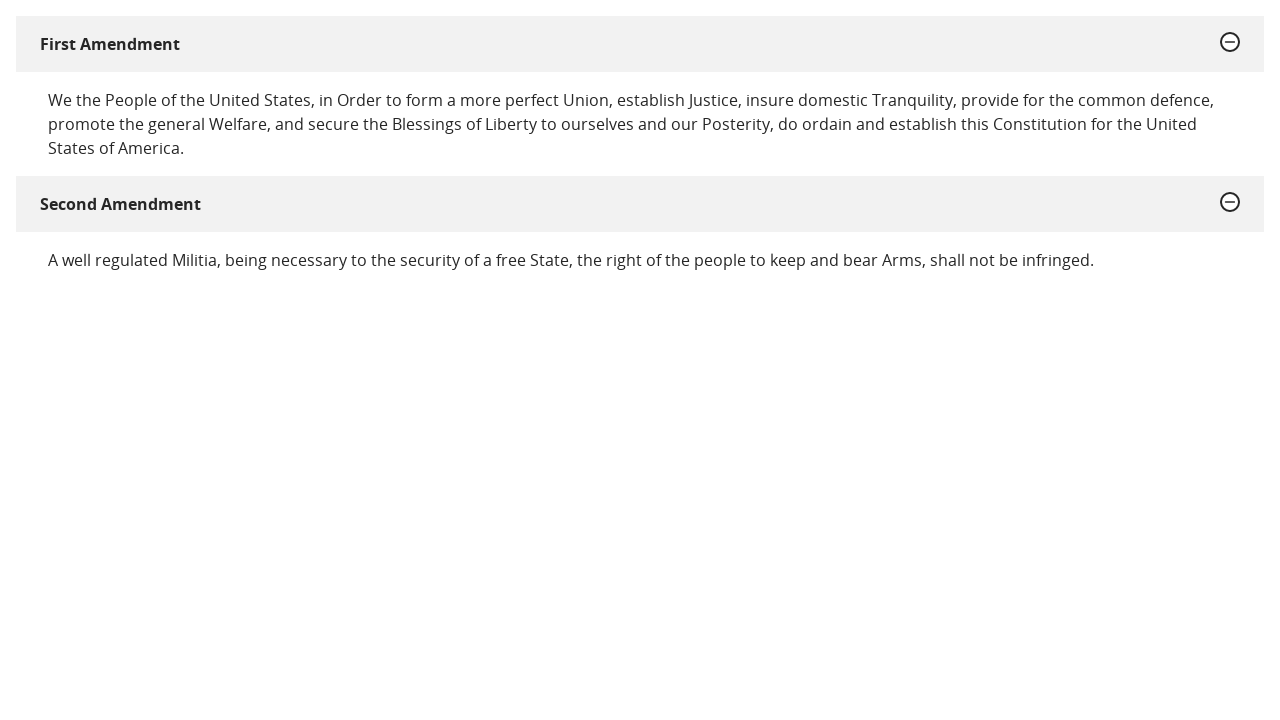 First Amendment
We the People of the United States, in Order to form a more perfect Union, establish Justice, insure domestic Tranquility, provide for the common defence,
promote the general Welfare, and secure the Blessings of Liberty to ourselves and our Posterity, do ordain and establish this Constitution for the United
States of America.
Second Amendment
A well regulated Militia, being necessary to the security of a free State, the right of the people to keep and bear Arms, shall not be infringed.